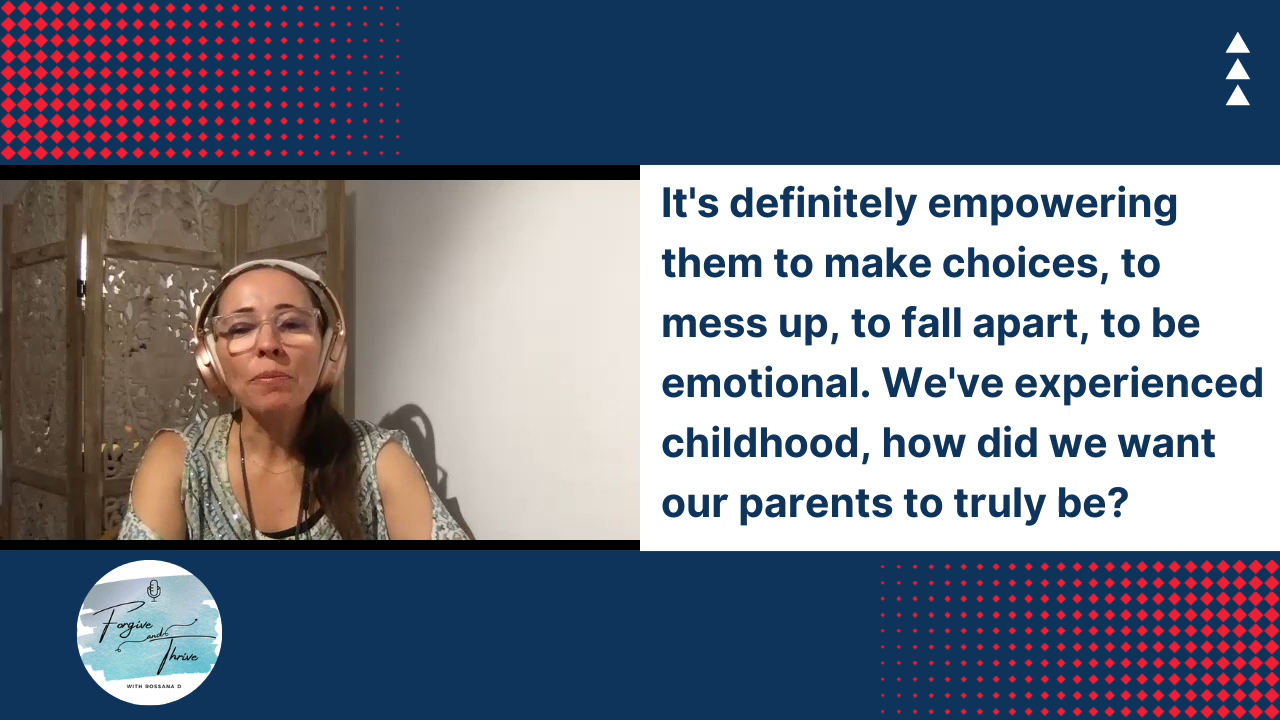 It's definitely empowering
them to make choices, to
mess up, to fall apart, to be
emotional. We've experienced
childhood, how did we want
our parents to truly be?
Forgive
and
Thrive
WITH ROSSANA D